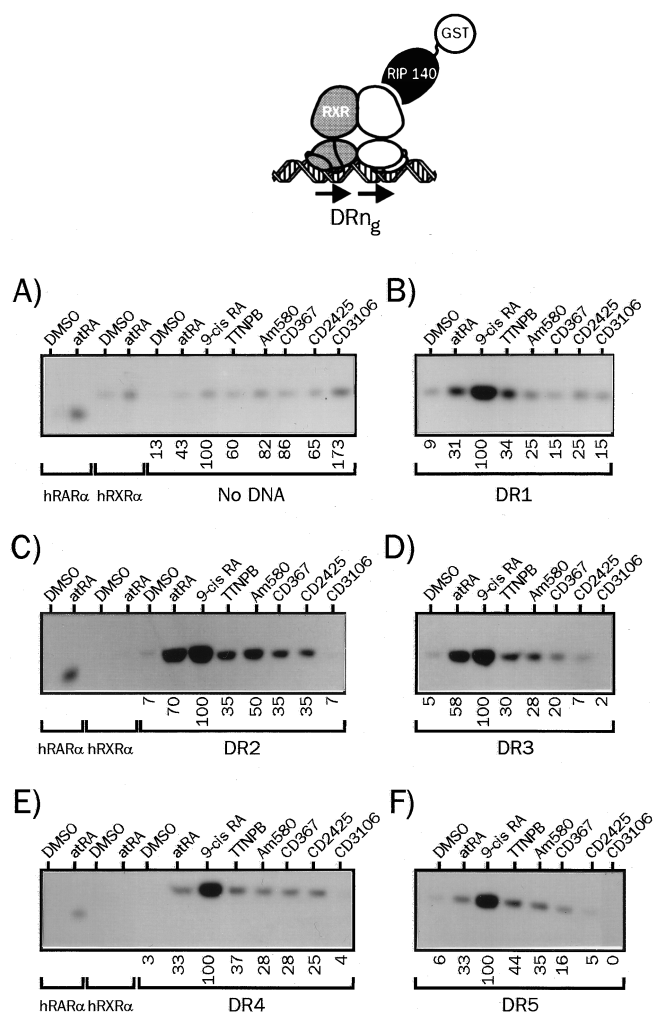 GST
RIP 140
RXR
DRng
A)
DMSO atRA DMSO atRA DMSO atRA 9-cis RA TTNPB Am580 CD367 CD2425 CD3106
13 43 100 60 82 86 65 173
hRARα hRXRα No DNA
B)
DMSO atRA 9-cis RA TTNPB Am580 CD367 CD2425 CD3106
9 31 100 34 25 15 25 15
DR1
C)
DMSO atRA DMSO atRA DMSO atRA 9-cis RA TTNPB Am580 CD367 CD2425 CD3106
7 70 100 35 50 35 35 7
hRARα hRXRα DR2
D)
DMSO atRA 9-cis RA TTNPB Am580 CD367 CD2425 CD3106
5 58 100 30 28 20 7 2
DR3
E)
DMSO atRA DMSO atRA DMSO atRA 9-cis RA TTNPB Am580 CD367 CD2425 CD3106
3 33 100 37 28 28 25 4
hRARα hRXRα DR4
F)
DMSO atRA 9-cis RA TTNPB Am580 CD367 CD2425 CD3106
6 33 100 44 35 16 5 0
DR5